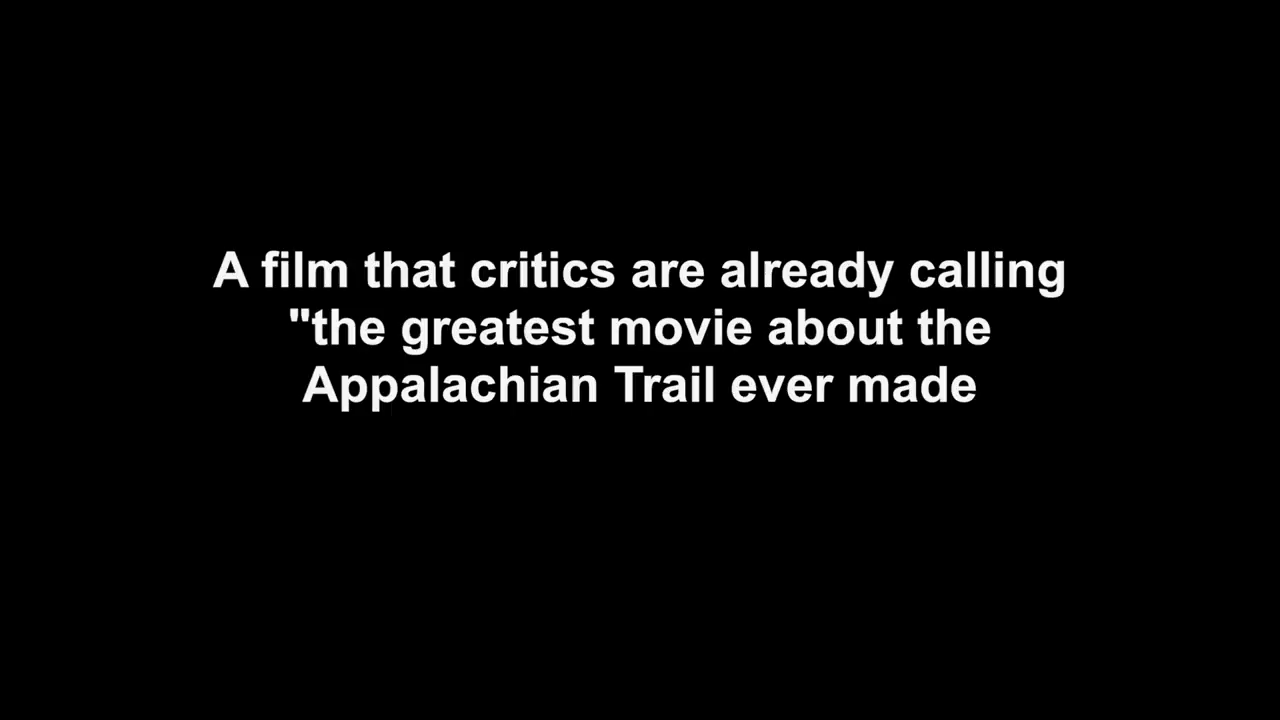 A film that critics are already calling
"the greatest movie about the
Appalachian Trail ever made